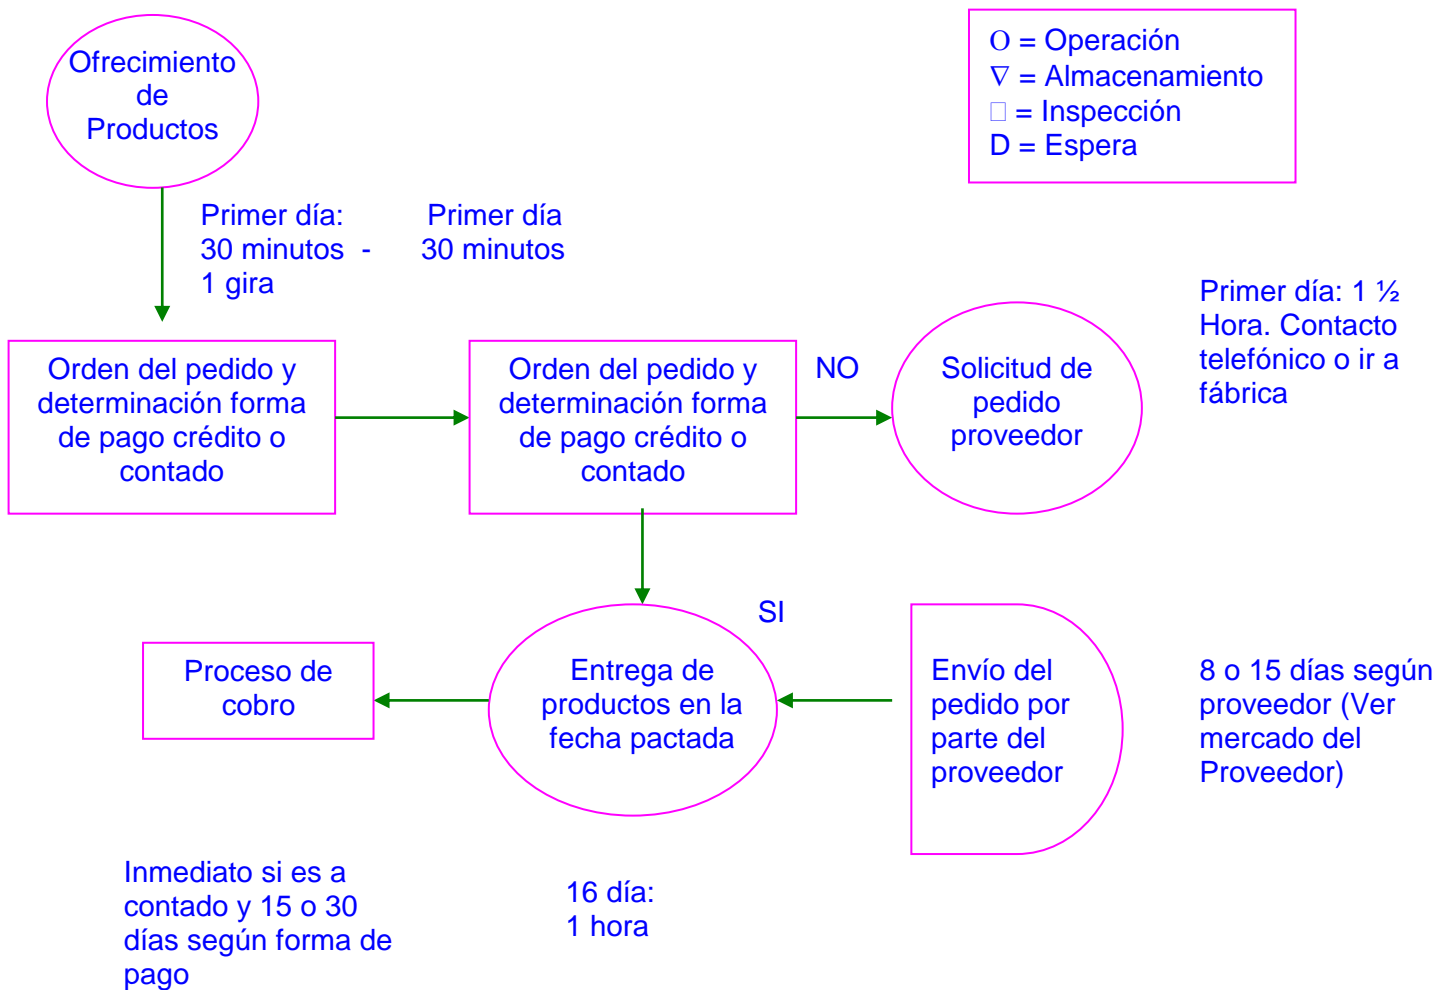 Ofrecimiento
de
Productos
O = Operación
∇ = Almacenamiento
□ = Inspección
D = Espera
Primer día:
30 minutos  -
1 gira
Primer día
30 minutos
Orden del pedido y
determinación forma
de pago crédito o
contado
Orden del pedido y
determinación forma
de pago crédito o
contado
NO
Solicitud de
pedido
proveedor
Primer día: 1 ½
Hora. Contacto
telefónico o ir a
fábrica
Proceso de
cobro
Entrega de
productos en la
fecha pactada
SI
Envío del
pedido por
parte del
proveedor
8 o 15 días según
proveedor (Ver
mercado del
Proveedor)
Inmediato si es a
contado y 15 o 30
días según forma de
pago
16 día:
1 hora